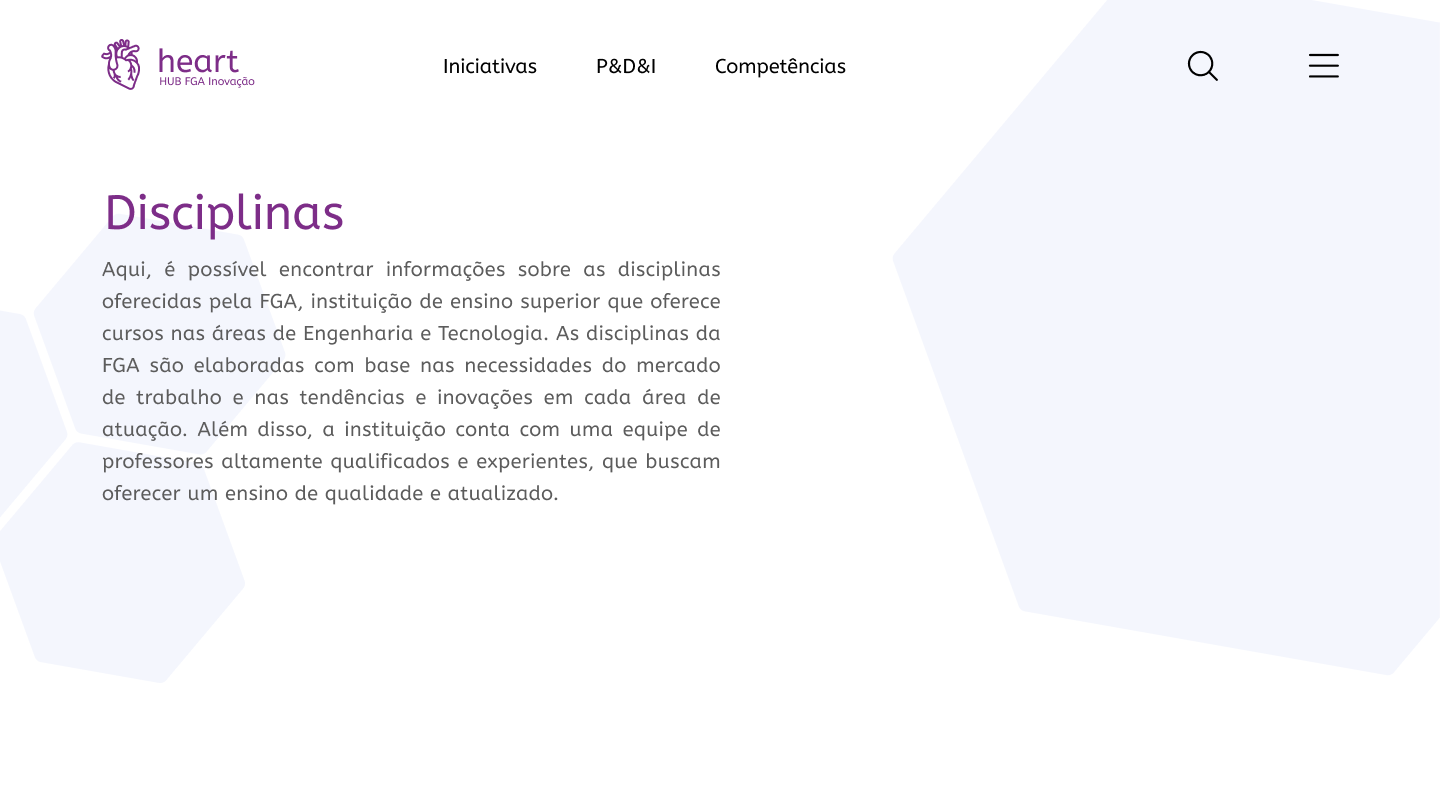 heart
HUB FGA Inovação
Iniciativas
P&D&I
Competências
Disciplinas
Aqui, é possível encontrar informações sobre as disciplinas
oferecidas pela FGA, instituição de ensino superior que oferece
cursos nas áreas de Engenharia e Tecnologia. As disciplinas da
FGA são elaboradas com base nas necessidades do mercado
de trabalho e nas tendências e inovações em cada área de
atuação. Além disso, a instituição conta com uma equipe de
professores altamente qualificados e experientes, que buscam
oferecer um ensino de qualidade e atualizado.